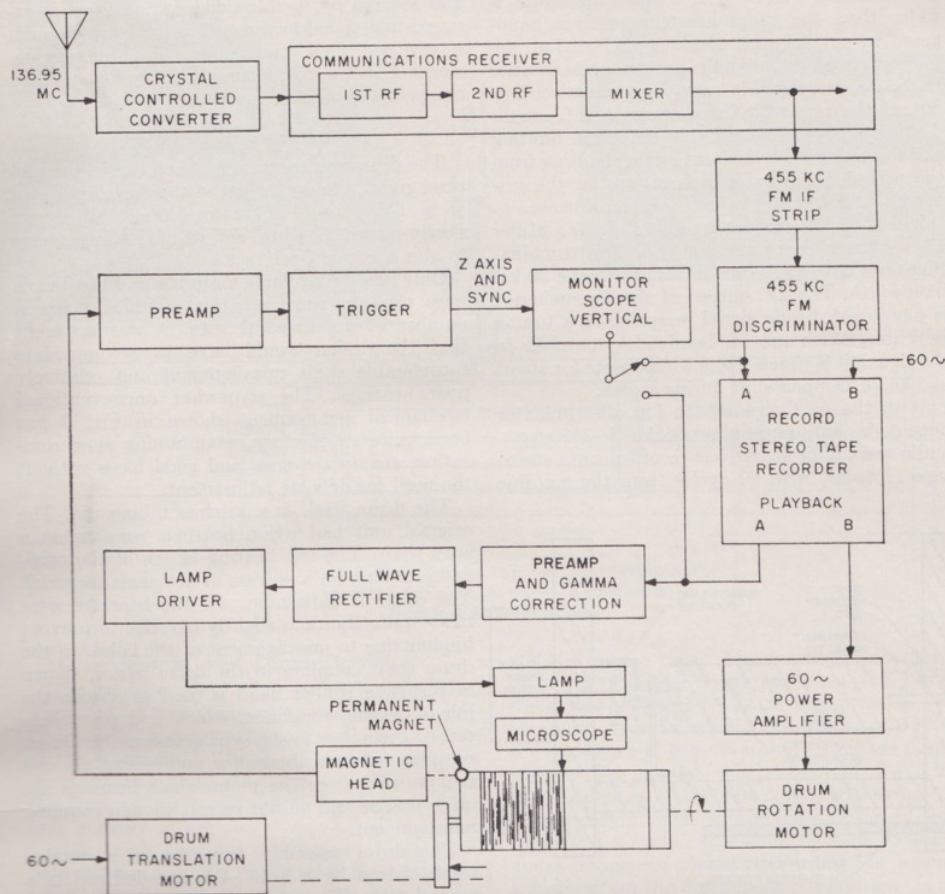 136.95
MC
CRYSTAL
CONTROLLED
CONVERTER
COMMUNICATIONS RECEIVER
1ST RF
2ND RF
MIXER
455 KC
FM IF
STRIP
455 KC
FM
DISCRIMINATOR
PREAMP
TRIGGER
Z AXIS
AND
SYNC
MONITOR
SCOPE
VERTICAL
60~
A B
RECORD
STEREO TAPE
RECORDER
PLAYBACK
A B
LAMP
DRIVER
FULL WAVE
RECTIFIER
PREAMP
AND GAMMA
CORRECTION
LAMP
MICROSCOPE
PERMANENT
MAGNET
MAGNETIC
HEAD
60~
POWER
AMPLIFIER
DRUM
ROTATION
MOTOR
60~
DRUM
TRANSLATION
MOTOR